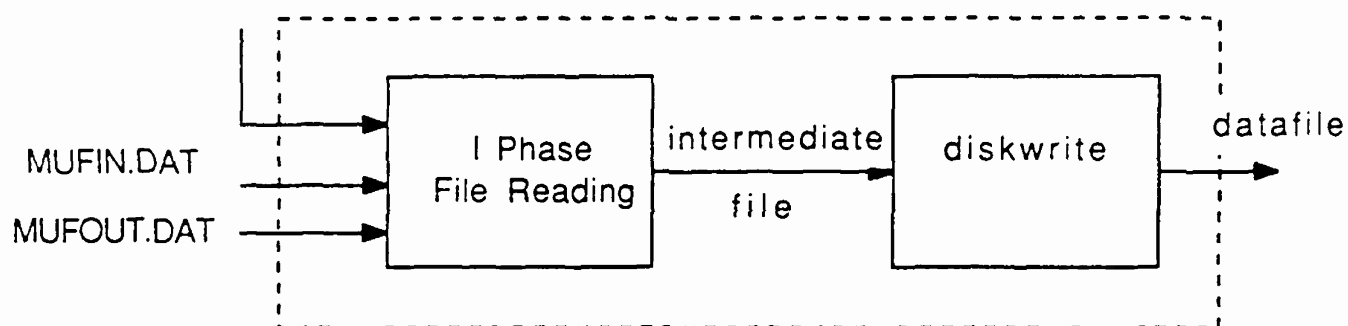 MUFIN.DAT
MUFOUT.DAT
I Phase
File Reading
intermediate
file
diskwrite
datafile